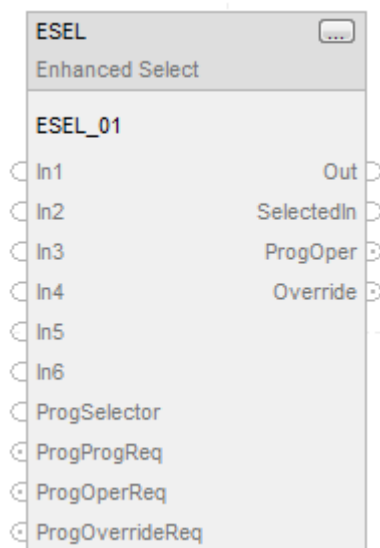 ESEL ...
Enhanced Select
ESEL_01
In1 Out
In2 SelectedIn
In3 ProgOper
In4 Override
In5
In6
ProgSelector
ProgProgReq
ProgOperReq
ProgOverrideReq